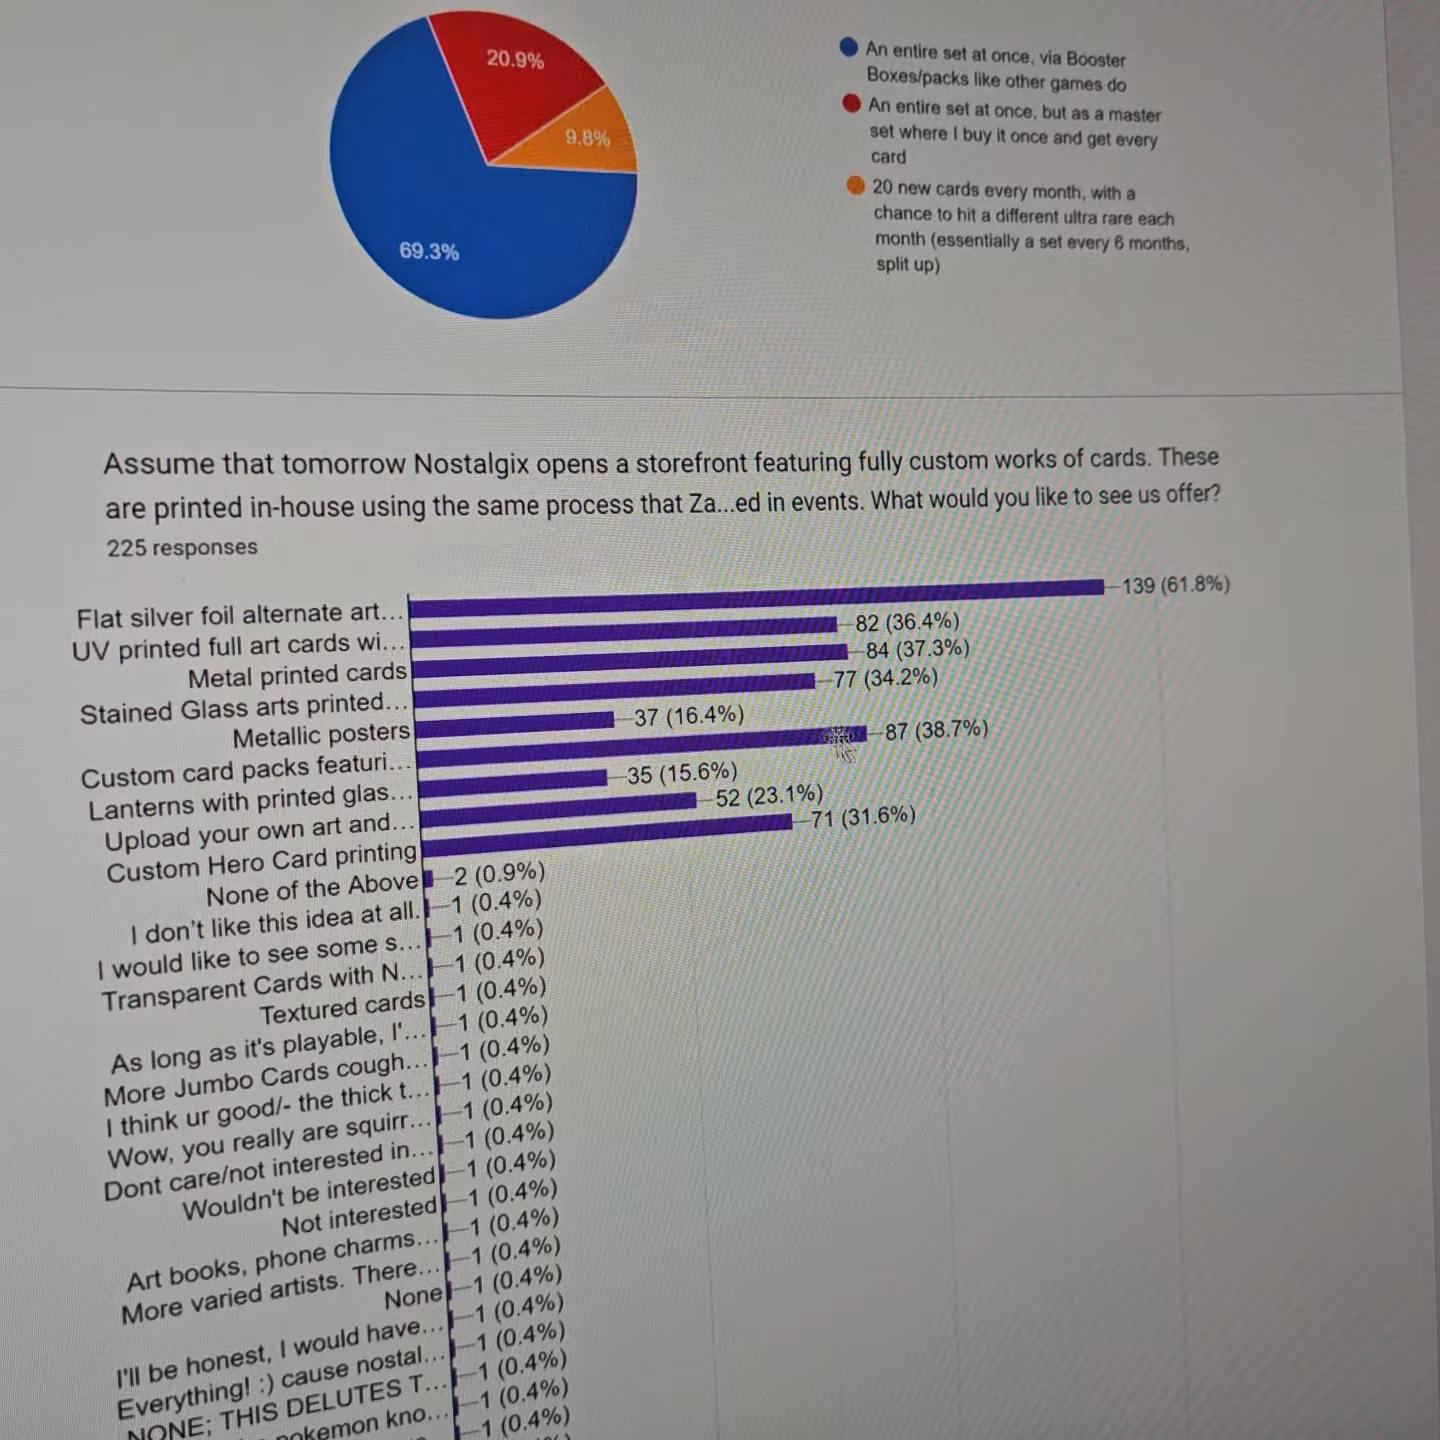 20.9%
9.8%
69.3%
An entire set at once, via Booster
Boxes/packs like other games do
An entire set at once, but as a master
set where I buy it once and get every
card
20 new cards every month, with a
chance to hit a different ultra rare each
month (essentially a set every 6 months,
split up)
Assume that tomorrow Nostalgix opens a storefront featuring fully custom works of cards. These
are printed in-house using the same process that Za...ed in events. What would you like to see us offer?
225 responses
Flat silver foil alternate art... 139 (61.8%)
UV printed full art cards wi... 82 (36.4%)
Metal printed cards 84 (37.3%)
Stained Glass arts printed... 77 (34.2%)
Metallic posters 37 (16.4%)
Custom card packs featuri... 87 (38.7%)
Lanterns with printed glas... 35 (15.6%)
Upload your own art and... 52 (23.1%)
Custom Hero Card printing 71 (31.6%)
None of the Above 2 (0.9%)
I don't like this idea at all. 1 (0.4%)
I would like to see some s... 1 (0.4%)
Transparent Cards with N... 1 (0.4%)
Textured cards 1 (0.4%)
As long as it's playable, I'... 1 (0.4%)
More Jumbo Cards cough... 1 (0.4%)
I think ur good/- the thick t... 1 (0.4%)
Wow, you really are squirr... 1 (0.4%)
Dont care/not interested in... 1 (0.4%)
Wouldn't be interested 1 (0.4%)
Not interested 1 (0.4%)
Art books, phone charms... 1 (0.4%)
More varied artists. There... 1 (0.4%)
None 1 (0.4%)
I'll be honest, I would have... 1 (0.4%)
Everything! :) cause nostal... 1 (0.4%)
NONE; THIS DELUTES T... 1 (0.4%)
pokemon kno... 1 (0.4%)
1 (0.4%)